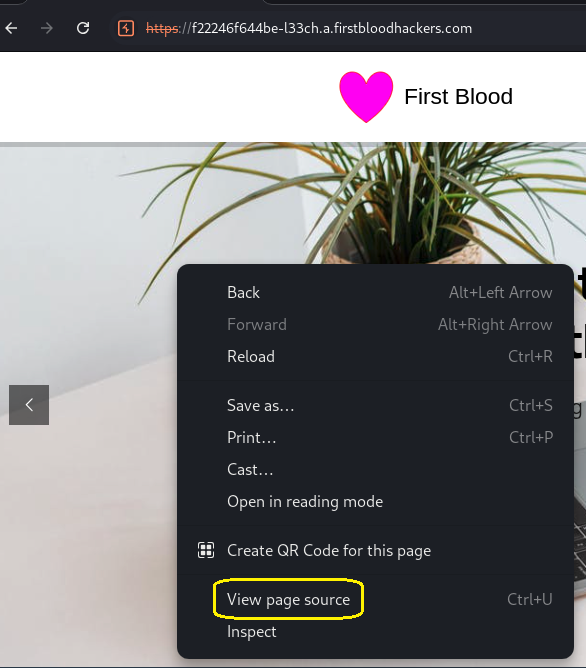 https://f22246f644be-l33ch.a.firstbloodhackers.com
First Blood
Back Alt+Left Arrow
Forward Alt+Right Arrow
Reload Ctrl+R
Save as... Ctrl+S
Print... Ctrl+P
Cast...
Open in reading mode
Create QR Code for this page
View page source Ctrl+U
Inspect